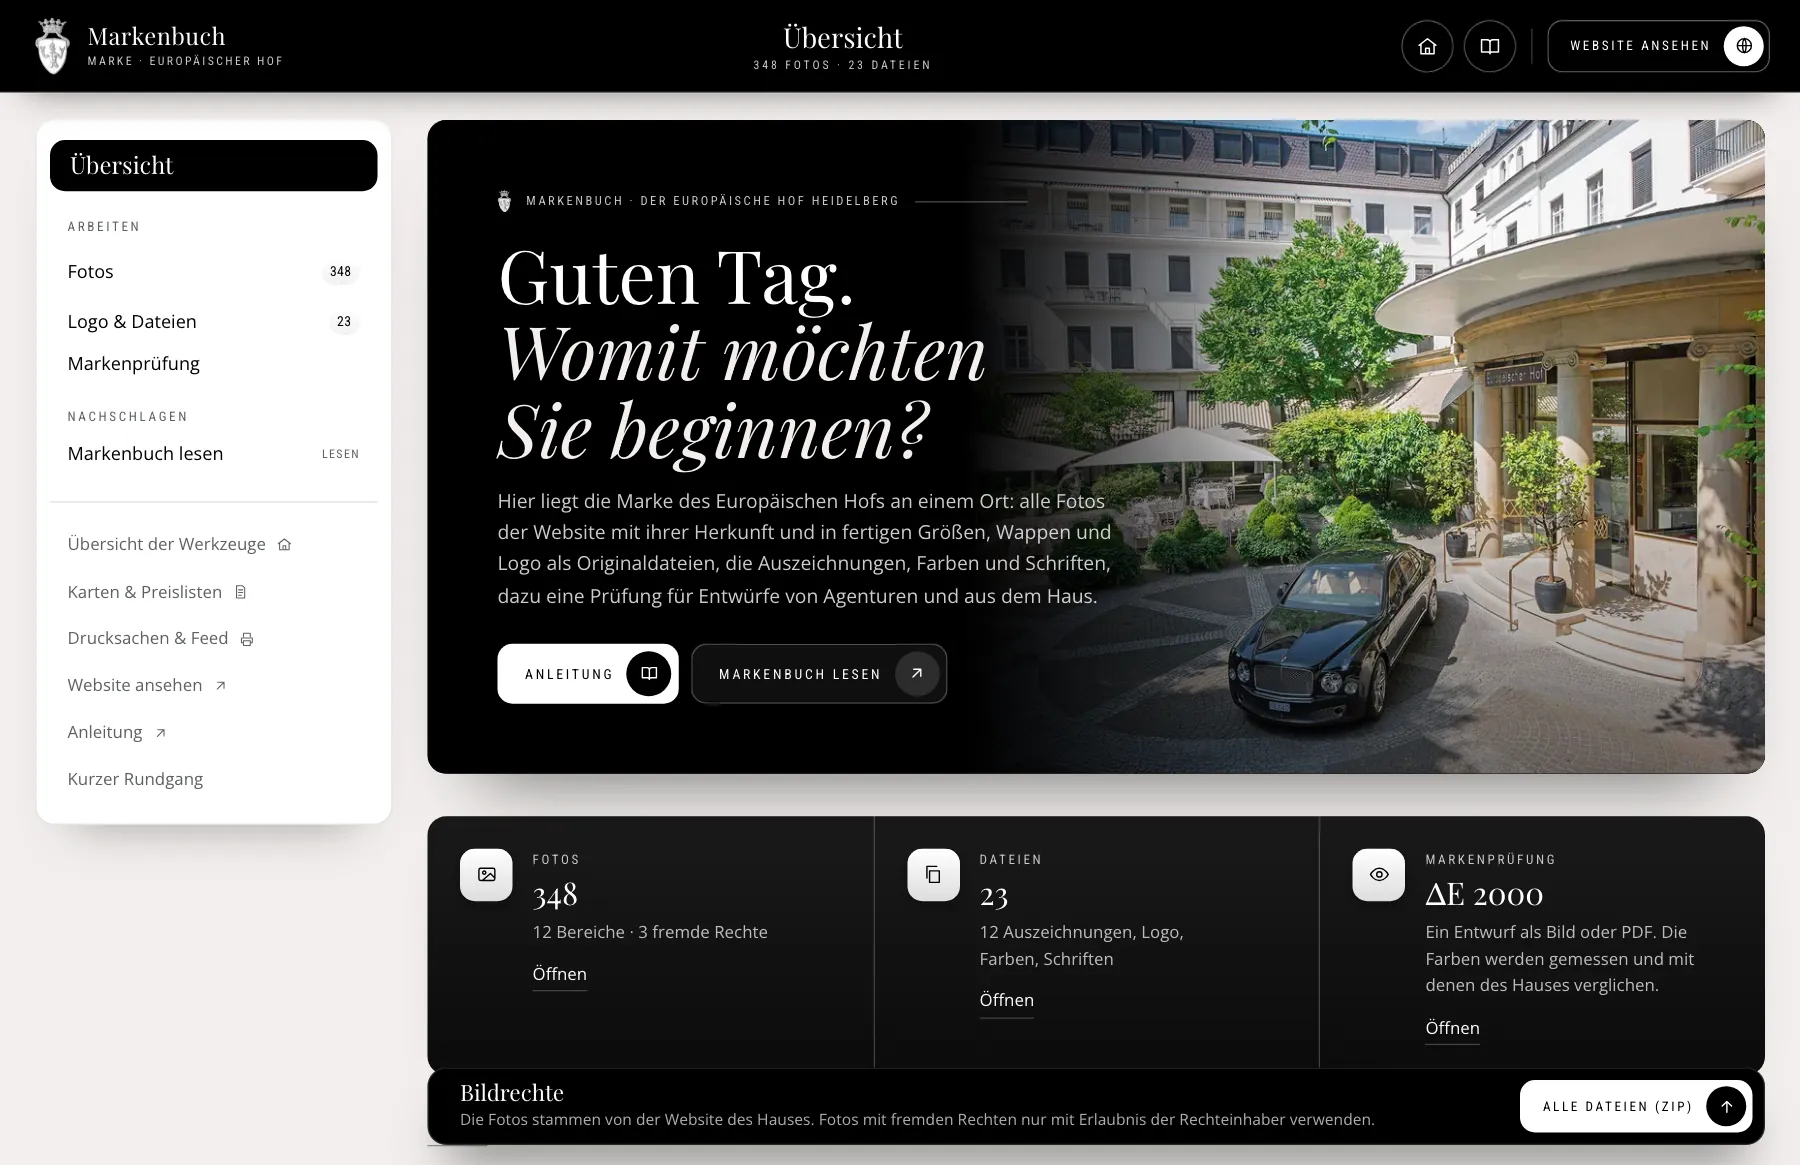 Markenbuch
MARKE · EUROPÄISCHER HOF
Übersicht
348 FOTOS · 23 DATEIEN
WEBSITE ANSEHEN
Übersicht
ARBEITEN
Fotos 348
Logo & Dateien 23
Markenprüfung
NACHSCHLAGEN
Markenbuch lesen LESEN
Übersicht der Werkzeuge
Karten & Preislisten
Drucksachen & Feed
Website ansehen
Anleitung
Kurzer Rundgang
MARKENBUCH · DER EUROPÄISCHE HOF HEIDELBERG
Guten Tag.
Womit möchten
Sie beginnen?
Hier liegt die Marke des Europäischen Hofs an einem Ort: alle Fotos
der Website mit ihrer Herkunft und in fertigen Größen, Wappen und
Logo als Originaldateien, die Auszeichnungen, Farben und Schriften,
dazu eine Prüfung für Entwürfe von Agenturen und aus dem Haus.
ANLEITUNG
MARKENBUCH LESEN
Europäischer Hof
FOTOS
348
12 Bereiche · 3 fremde Rechte
Öffnen
DATEIEN
23
12 Auszeichnungen, Logo,
Farben, Schriften
Öffnen
MARKENPRÜFUNG
ΔE 2000
Ein Entwurf als Bild oder PDF. Die
Farben werden gemessen und mit
denen des Hauses verglichen.
Öffnen
Bildrechte
Die Fotos stammen von der Website des Hauses. Fotos mit fremden Rechten nur mit Erlaubnis der Rechteinhaber verwenden.
ALLE DATEIEN (ZIP)